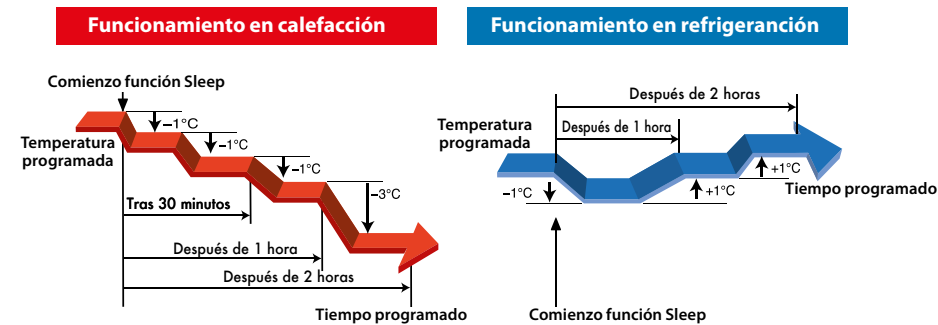 Funcionamiento en calefacción
Comienzo función Sleep
−1°C
Temperatura
programada
−1°C
−1°C
−3°C
Tras 30 minutos
Después de 1 hora
Después de 2 horas
Tiempo programado
Funcionamiento en refrigeranción
Después de 2 horas
Temperatura
programada
Después de 1 hora
+1°C
−1°C
+1°C
Tiempo programado
Comienzo función Sleep